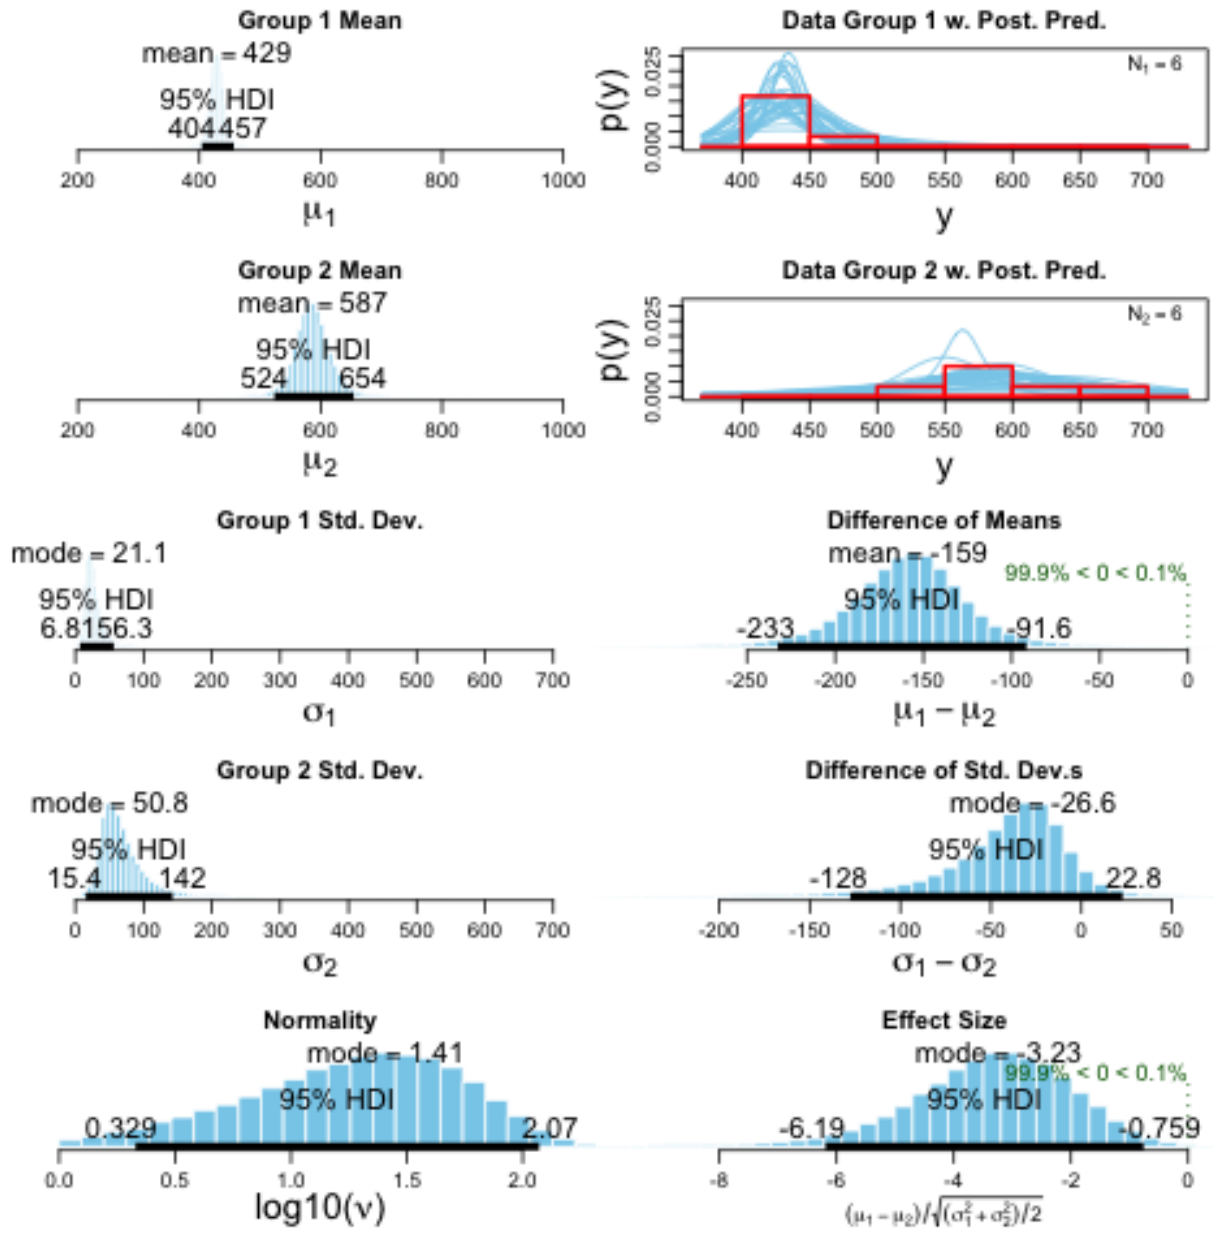 Group 1 Mean
mean = 429
95% HDI
404 457
200 400 600 800 1000
μ1
Data Group 1 w. Post. Pred.
N1 = 6
p(y)
0.000 0.025
400 450 500 550 600 650 700
y
Group 2 Mean
mean = 587
95% HDI
524 654
200 400 600 800 1000
μ2
Data Group 2 w. Post. Pred.
N2 = 6
p(y)
0.000 0.025
400 450 500 550 600 650 700
y
Group 1 Std. Dev.
mode = 21.1
95% HDI
6.81 56.3
0 100 200 300 400 500 600 700
σ1
Difference of Means
mean = -159
99.9% < 0 < 0.1%
95% HDI
-233 -91.6
-250 -200 -150 -100 -50 0
μ1 − μ2
Group 2 Std. Dev.
mode = 50.8
95% HDI
15.4 142
0 100 200 300 400 500 600 700
σ2
Difference of Std. Dev.s
mode = -26.6
95% HDI
-128 22.8
-200 -150 -100 -50 0 50
σ1 − σ2
Normality
mode = 1.41
95% HDI
0.329 2.07
0.0 0.5 1.0 1.5 2.0
log10(ν)
Effect Size
mode = -3.23
99.9% < 0 < 0.1%
95% HDI
-6.19 -0.759
-8 -6 -4 -2 0
(μ1 − μ2)/√(σ1² + σ2²)/2